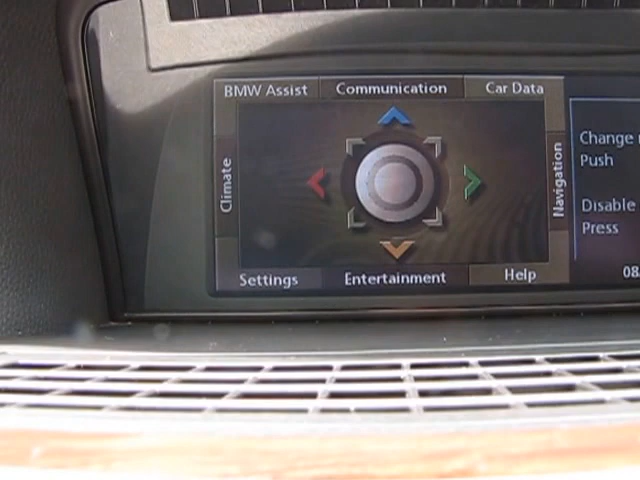 BMW Assist
Communication
Car Data
Climate
Navigation
Settings
Entertainment
Help
Change
Push
Disable
Press
08